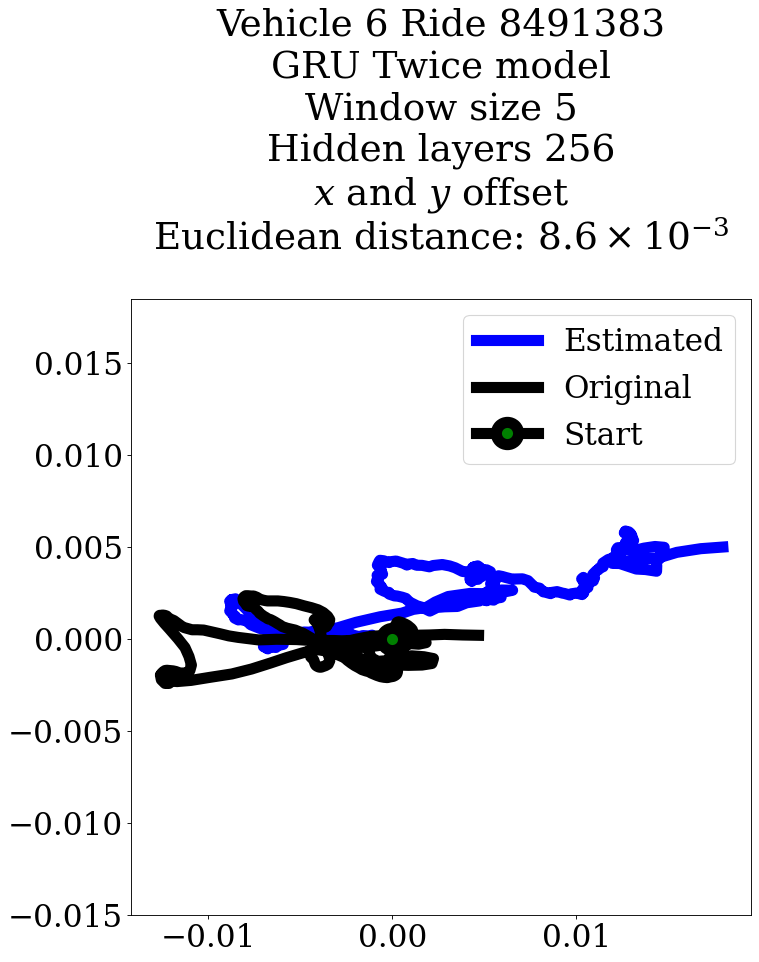 Vehicle 6 Ride 8491383
GRU Twice model
Window size 5
Hidden layers 256
x and y offset
Euclidean distance: 8.6 × 10⁻³
Estimated
Original
Start
0.015
0.010
0.005
0.000
−0.005
−0.010
−0.015
−0.01 0.00 0.01